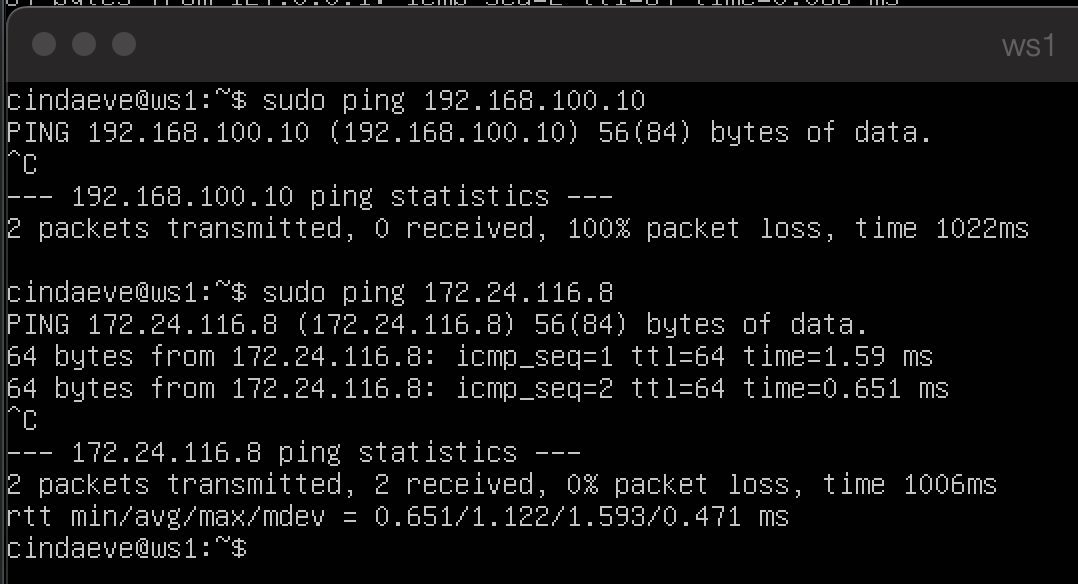 ws1
cindaeve@ws1:~$ sudo ping 192.168.100.10
PING 192.168.100.10 (192.168.100.10) 56(84) bytes of data.
^C
--- 192.168.100.10 ping statistics ---
2 packets transmitted, 0 received, 100% packet loss, time 1022ms
cindaeve@ws1:~$ sudo ping 172.24.116.8
PING 172.24.116.8 (172.24.116.8) 56(84) bytes of data.
64 bytes from 172.24.116.8: icmp_seq=1 ttl=64 time=1.59 ms
64 bytes from 172.24.116.8: icmp_seq=2 ttl=64 time=0.651 ms
^C
--- 172.24.116.8 ping statistics ---
2 packets transmitted, 2 received, 0% packet loss, time 1006ms
rtt min/avg/max/mdev = 0.651/1.122/1.593/0.471 ms
cindaeve@ws1:~$